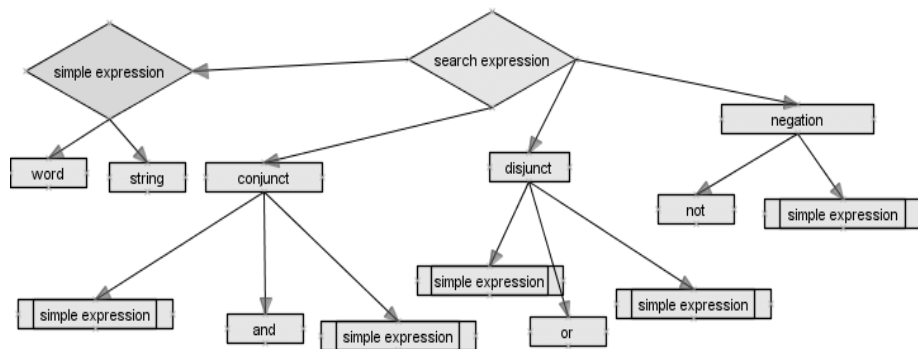 search expression
simple expression
negation
disjunct
word
string
conjunct
not
simple expression
simple expression
simple expression
simple expression
and
simple expression
or